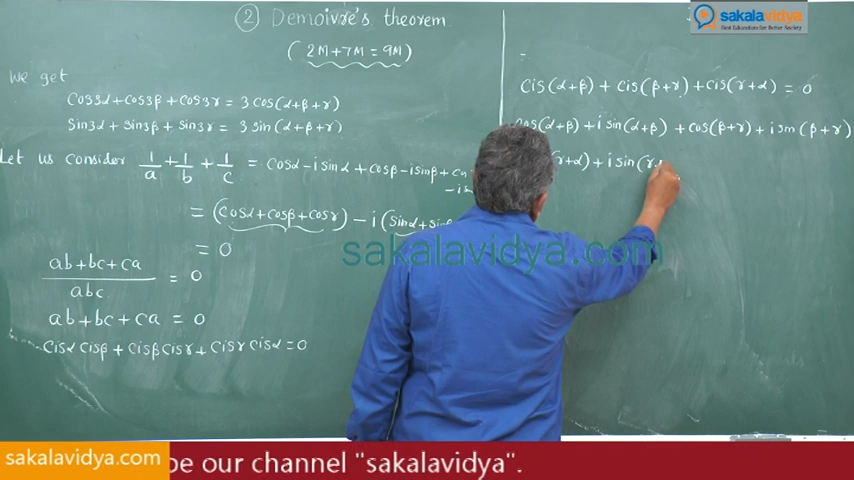 ② Demoivre's theorem
(2M+7M = 9M)
We get
Cos3α+cos3β+cos3γ = 3 cos(α+β+γ)
Sin3α + sin3β + sin3γ = 3 sin(α+β+γ)
Let us consider 1/a + 1/b + 1/c = cosα - i sinα + cosβ - i sinβ + co
- i s
= (cosα + cosβ + cosγ) - i (sinα + sinβ
= 0
ab+bc+ca / abc = 0
ab+bc+ca = 0
cisα cisβ + cisβ cisγ + cisγ cisα = 0
sakalavidya
Best Education for Better Society
cis(α+β) + cis(β+γ) + cis(γ+α) = 0
cos(α+β) + i sin(α+β) + cos(β+γ) + i sin(β+γ)
(γ+α) + i sin(γ+
sakalavidya.com
sakalavidya.com
be our channel "sakalavidya".